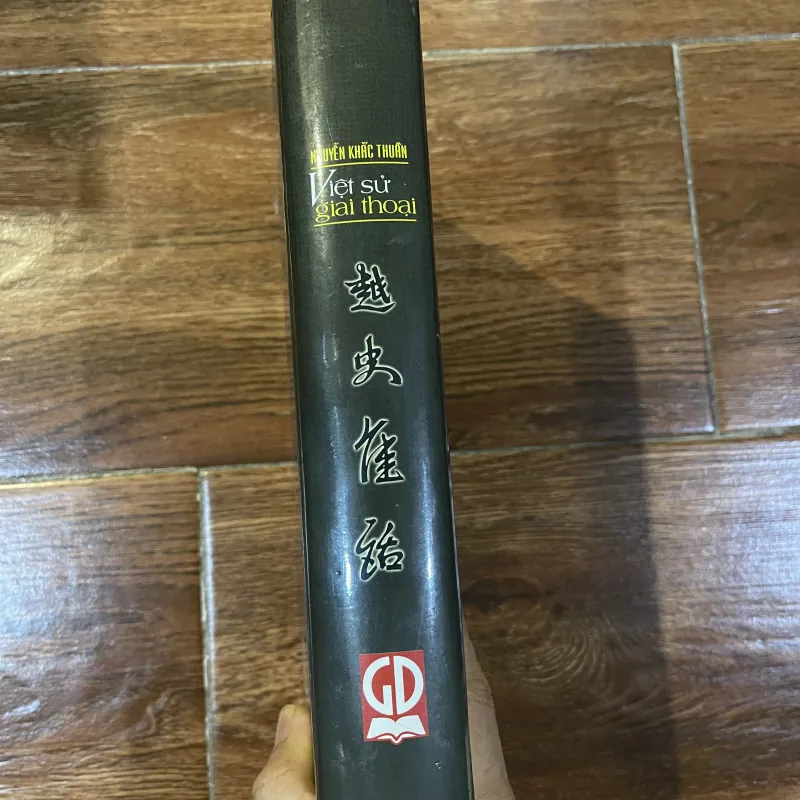 NGUYỄN KHẮC THUẦN
Việt sử
giai thoại
越
史
佳
話
GD